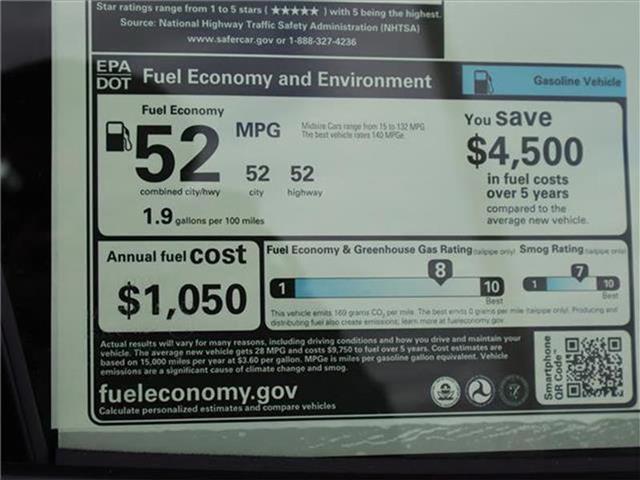 Star ratings range from 1 to 5 stars (★★★★★) with 5 being the highest.
Source: National Highway Traffic Safety Administration (NHTSA)
www.safercar.gov or 1-888-327-4236
EPA
DOT
Fuel Economy and Environment
Gasoline Vehicle
Fuel Economy
52
MPG
Midsize Cars range from 15 to 132 MPG.
The best vehicle rates 140 MPGe.
52
city
52
highway
combined city/hwy
1.9 gallons per 100 miles
You save
$4,500
in fuel costs
over 5 years
compared to the
average new vehicle.
Annual fuel cost
$1,050
Fuel Economy & Greenhouse Gas Rating (tailpipe only)
1
8
10
Best
Smog Rating (tailpipe only)
1
7
10
Best
This vehicle emits 169 grams CO2 per mile. The best emits 0 grams per mile (tailpipe only). Producing and
distributing fuel also create emissions; learn more at fueleconomy.gov.
Actual results will vary for many reasons, including driving conditions and how you drive and maintain your
vehicle. The average new vehicle gets 28 MPG and costs $9,750 to fuel over 5 years. Cost estimates are
based on 15,000 miles per year at $3.60 per gallon. MPGe is miles per gasoline gallon equivalent. Vehicle
emissions are a significant cause of climate change and smog.
fueleconomy.gov
Calculate personalized estimates and compare vehicles
Smartphone
QR Code™